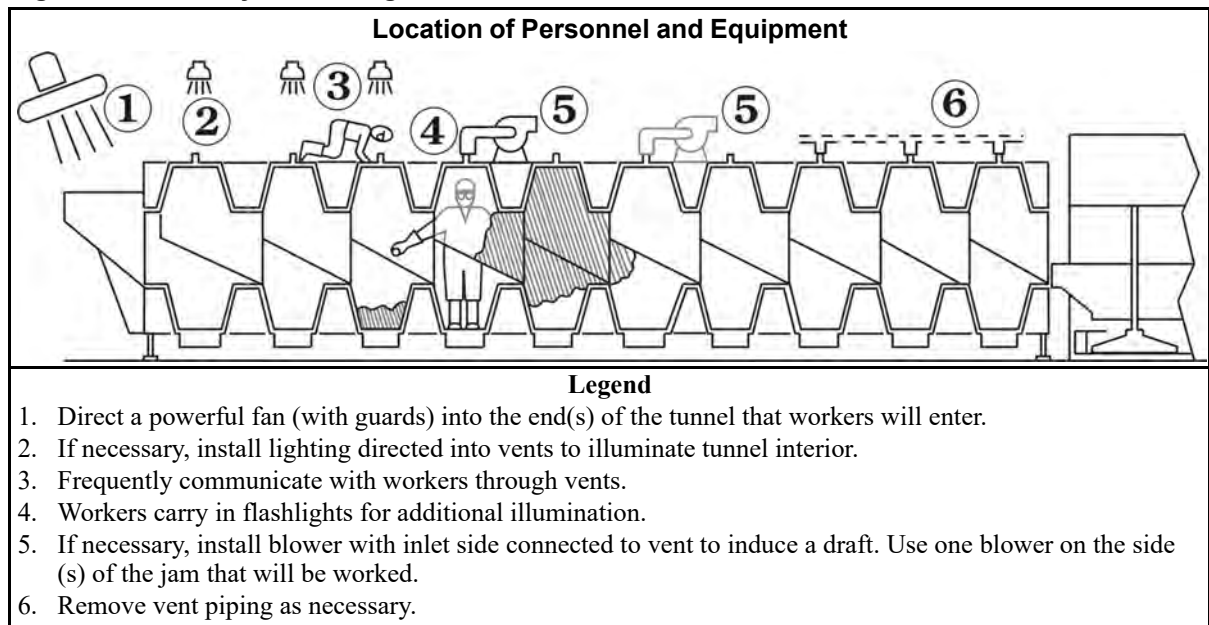 Location of Personnel and Equipment
1
2
3
4
5
5
6
Legend
1. Direct a powerful fan (with guards) into the end(s) of the tunnel that workers will enter.
2. If necessary, install lighting directed into vents to illuminate tunnel interior.
3. Frequently communicate with workers through vents.
4. Workers carry in flashlights for additional illumination.
5. If necessary, install blower with inlet side connected to vent to induce a draft. Use one blower on the side
(s) of the jam that will be worked.
6. Remove vent piping as necessary.